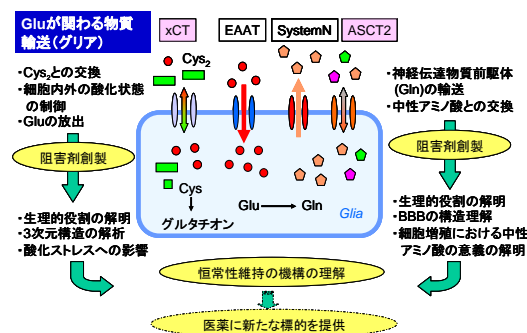 Gluが関わる物質
輸送(グリア)
xCT
EAAT
SystemN
ASCT2
Cys2
・Cys2との交換
・細胞内外の酸化状態
の制御
・Gluの放出
・神経伝達物質前駆体
(Gln)の輸送
・中性アミノ酸との交換
阻害剤創製
阻害剤創製
Cys
グルタチオン
Glu
Gln
Glia
・生理的役割の解明
・3次元構造の解析
・酸化ストレスへの影響
・生理的役割の解明
・BBBの構造理解
・細胞増殖における中性
アミノ酸の意義の解明
恒常性維持の機構の理解
医薬に新たな標的を提供